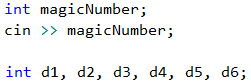 int magicNumber;
cin >> magicNumber;
int d1, d2, d3, d4, d5, d6;